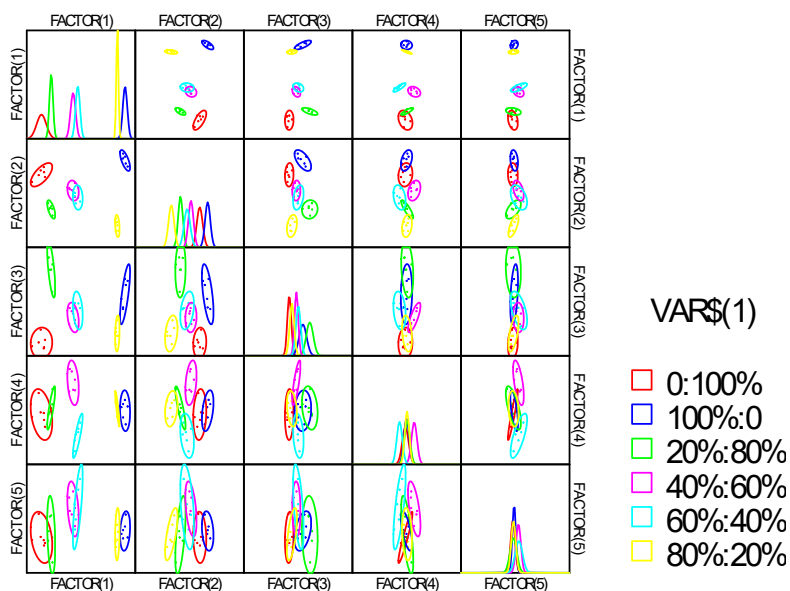 FACTOR(1) FACTOR(2) FACTOR(3) FACTOR(4) FACTOR(5)
FACTOR(1) FACTOR(1)
FACTOR(2) FACTOR(2)
FACTOR(3) FACTOR(3)
FACTOR(4) FACTOR(4)
FACTOR(5) FACTOR(5)
FACTOR(1) FACTOR(2) FACTOR(3) FACTOR(4) FACTOR(5)
VAR$(1)
0:100%
100%:0
20%:80%
40%:60%
60%:40%
80%:20%